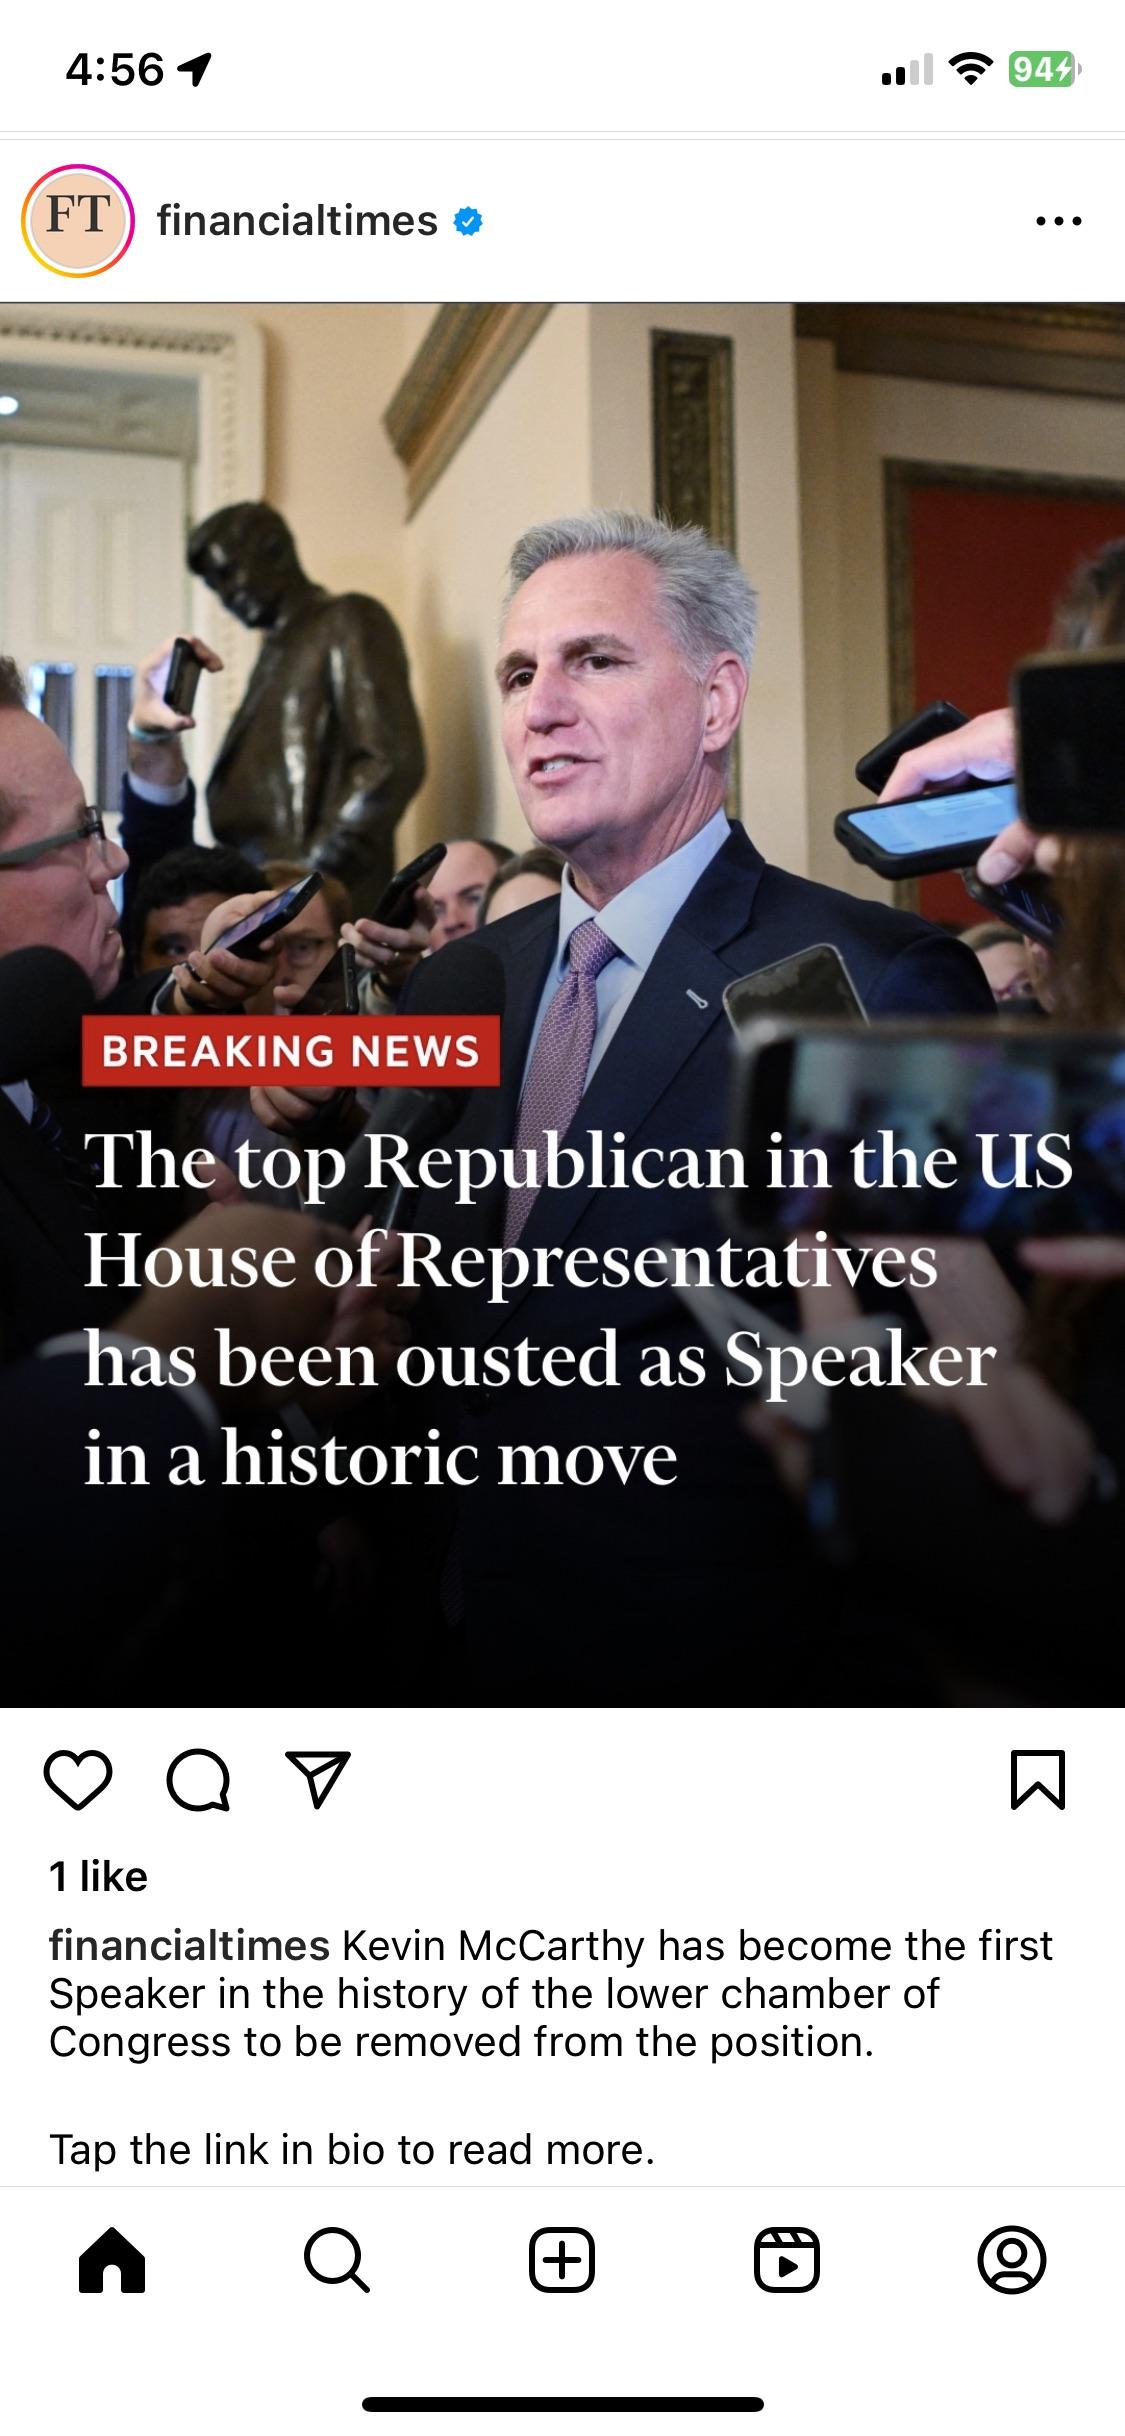 4:56
94
FT
financialtimes
BREAKING NEWS
The top Republican in the US
House of Representatives
has been ousted as Speaker
in a historic move
1 like
financialtimes Kevin McCarthy has become the first
Speaker in the history of the lower chamber of
Congress to be removed from the position.
Tap the link in bio to read more.